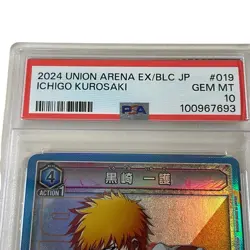 2024 UNION ARENA EX/BLC JP #019
ICHIGO KUROSAKI GEM MT
10
PSA 100967693
4 黒崎 一護
ACTION 1